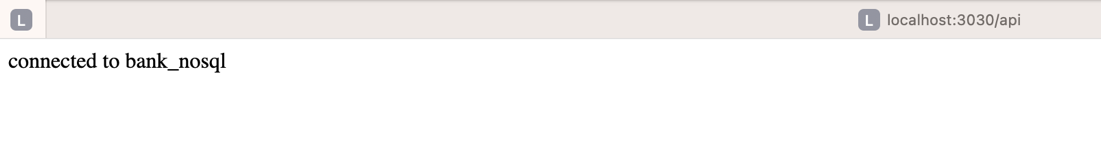 L
L localhost:3030/api
connected to bank_nosql